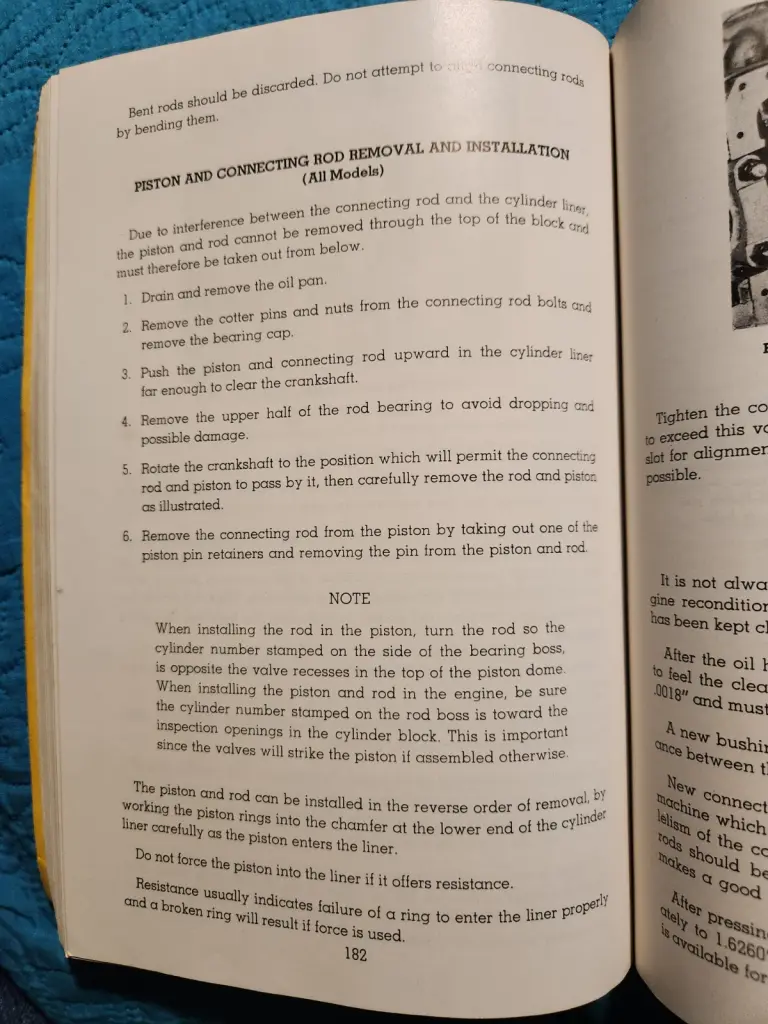 Bent rods should be discarded. Do not attempt to align connecting rods
by bending them.
PISTON AND CONNECTING ROD REMOVAL AND INSTALLATION
(All Models)
Due to interference between the connecting rod and the cylinder liner,
the piston and rod cannot be removed through the top of the block and
must therefore be taken out from below.
1. Drain and remove the oil pan.
2. Remove the cotter pins and nuts from the connecting rod bolts and
remove the bearing cap.
3. Push the piston and connecting rod upward in the cylinder liner
far enough to clear the crankshaft.
4. Remove the upper half of the rod bearing to avoid dropping and
possible damage.
5. Rotate the crankshaft to the position which will permit the connecting
rod and piston to pass by it, then carefully remove the rod and piston
as illustrated.
6. Remove the connecting rod from the piston by taking out one of the
piston pin retainers and removing the pin from the piston and rod.
NOTE
When installing the rod in the piston, turn the rod so the
cylinder number stamped on the side of the bearing boss,
is opposite the valve recesses in the top of the piston dome.
When installing the piston and rod in the engine, be sure
the cylinder number stamped on the rod boss is toward the
inspection openings in the cylinder block. This is important
since the valves will strike the piston if assembled otherwise.
The piston and rod can be installed in the reverse order of removal, by
working the piston rings into the chamfer at the lower end of the cylinder
liner carefully as the piston enters the liner.
Do not force the piston into the liner if it offers resistance.
Resistance usually indicates failure of a ring to enter the liner properly
and a broken ring will result if force is used.
182
Tighten the co
to exceed this
slot for alignmen
possible.
It is not alwa
gine recondition
has been kept cl
After the oil h
to feel the clea
.0018" and must
A new bushin
ance between th
New connect
machine which
lelism of the co
rods should be
makes a good
After pressin
ately to 1.6260
is available for